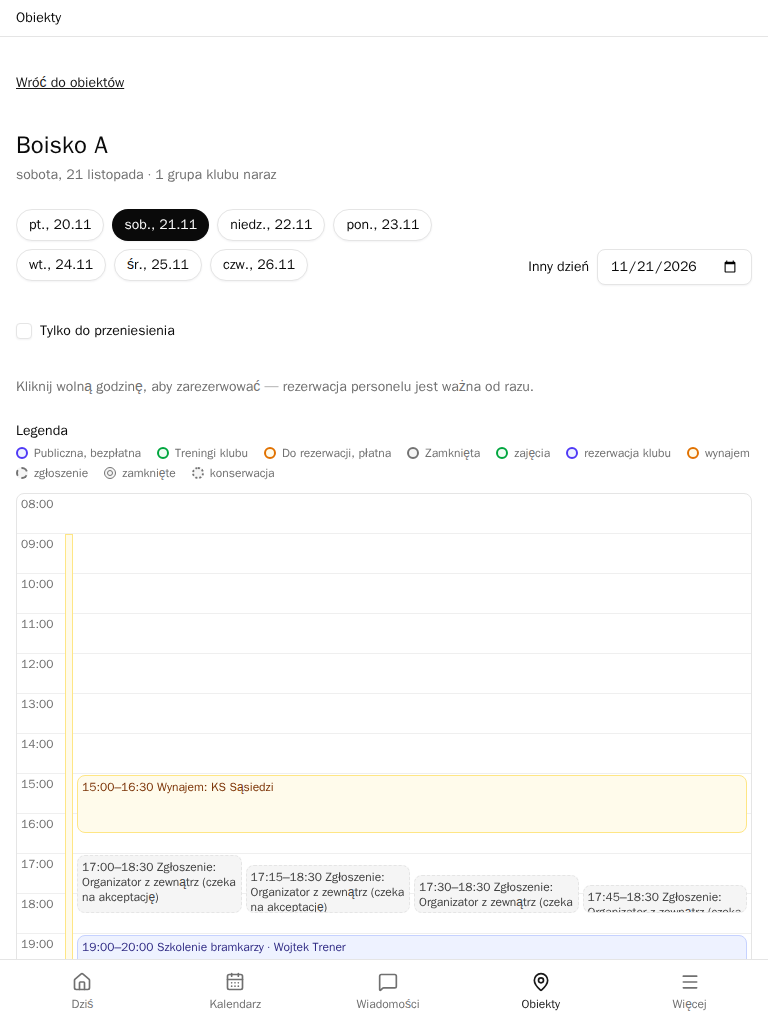 Obiekty
Wróć do obiektów
Boisko A
sobota, 21 listopada · 1 grupa klubu naraz
pt., 20.11
sob., 21.11
niedz., 22.11
pon., 23.11
wt., 24.11
śr., 25.11
czw., 26.11
Inny dzień
11/21/2026
Tylko do przeniesienia
Kliknij wolną godzinę, aby zarezerwować — rezerwacja personelu jest ważna od razu.
Legenda
Publiczna, bezpłatna
Treningi klubu
Do rezerwacji, płatna
Zamknięta
zajęcia
rezerwacja klubu
wynajem
zgłoszenie
zamknięte
konserwacja
08:00
09:00
10:00
11:00
12:00
13:00
14:00
15:00
15:00–16:30 Wynajem: KS Sąsiedzi
16:00
17:00
17:00–18:30 Zgłoszenie:
Organizator z zewnątrz (czeka
na akceptację)
17:15–18:30 Zgłoszenie:
Organizator z zewnątrz (czeka
na akceptację)
17:30–18:30 Zgłoszenie:
Organizator z zewnątrz (czeka
17:45–18:30 Zgłoszenie:
Organizator z zewnątrz (czeka
18:00
19:00
19:00–20:00 Szkolenie bramkarzy · Wojtek Trener
Dziś
Kalendarz
Wiadomości
Obiekty
Więcej